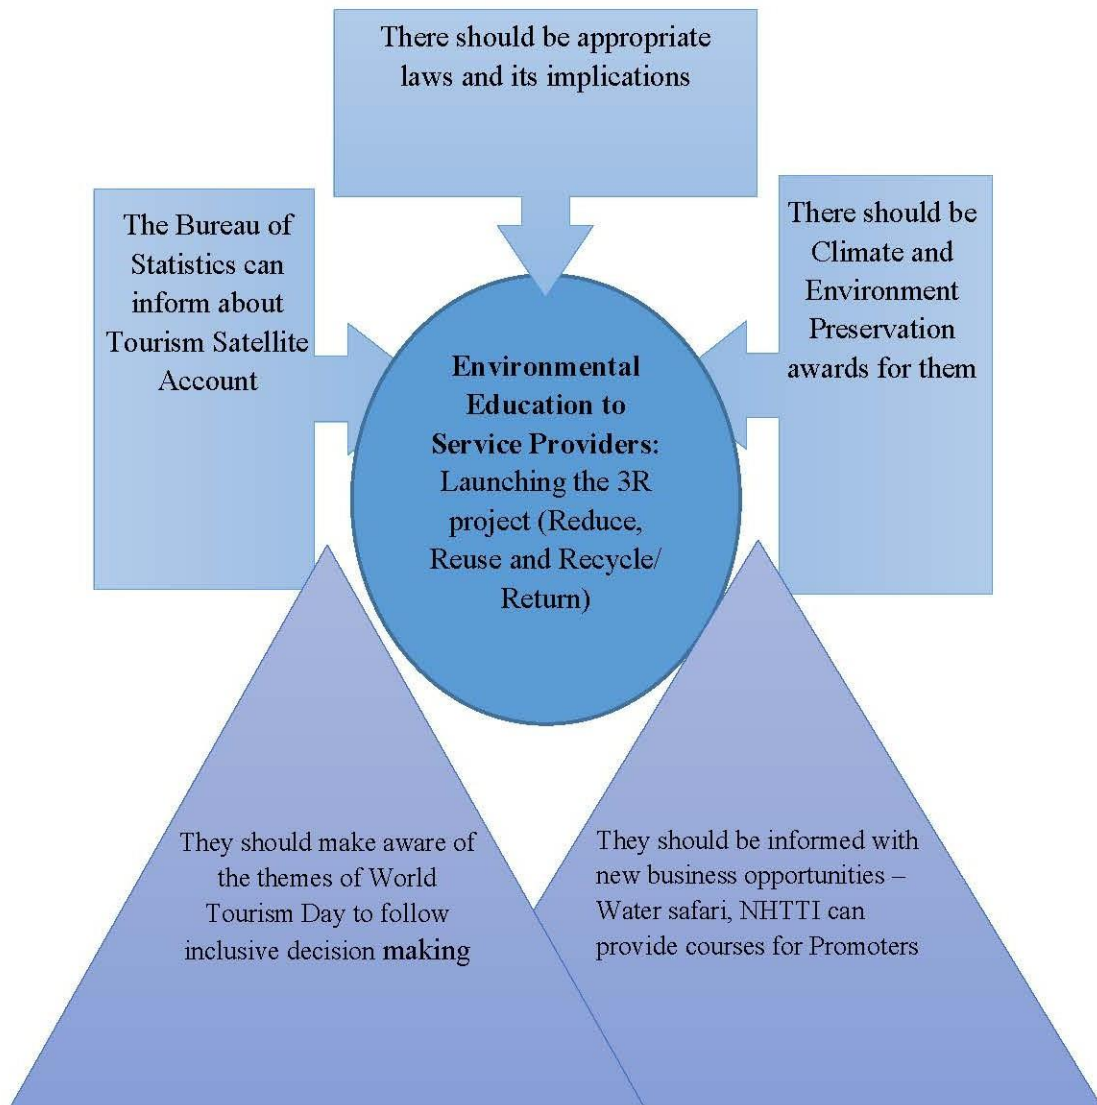 There should be appropriate
laws and its implications
The Bureau of
Statistics can
inform about
Tourism Satellite
Account
There should be
Climate and
Environment
Preservation
awards for them
Environmental
Education to
Service Providers:
Launching the 3R
project (Reduce,
Reuse and Recycle/
Return)
They should make aware of
the themes of World
Tourism Day to follow
inclusive decision making
They should be informed with
new business opportunities –
Water safari, NHTTI can
provide courses for Promoters